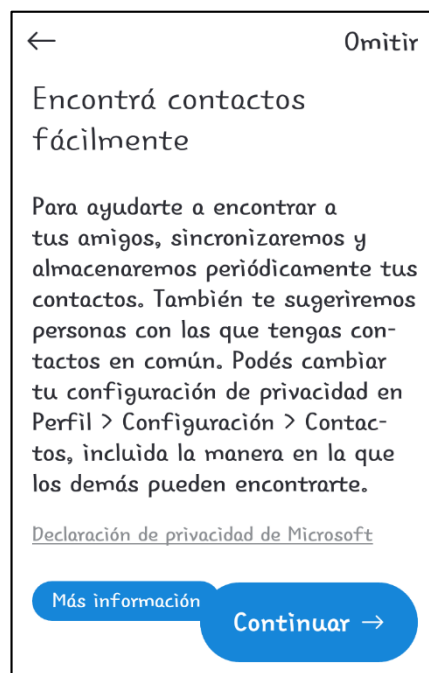 ← Omitir
Encontrá contactos
fácilmente
Para ayudarte a encontrar a
tus amigos, sincronizaremos y
almacenaremos periódicamente tus
contactos. También te sugeriremos
personas con las que tengas con-
tactos en común. Podés cambiar
tu configuración de privacidad en
Perfil > Configuración > Contac-
tos, incluida la manera en la que
los demás pueden encontrarte.
Declaración de privacidad de Microsoft
Más información
Continuar →